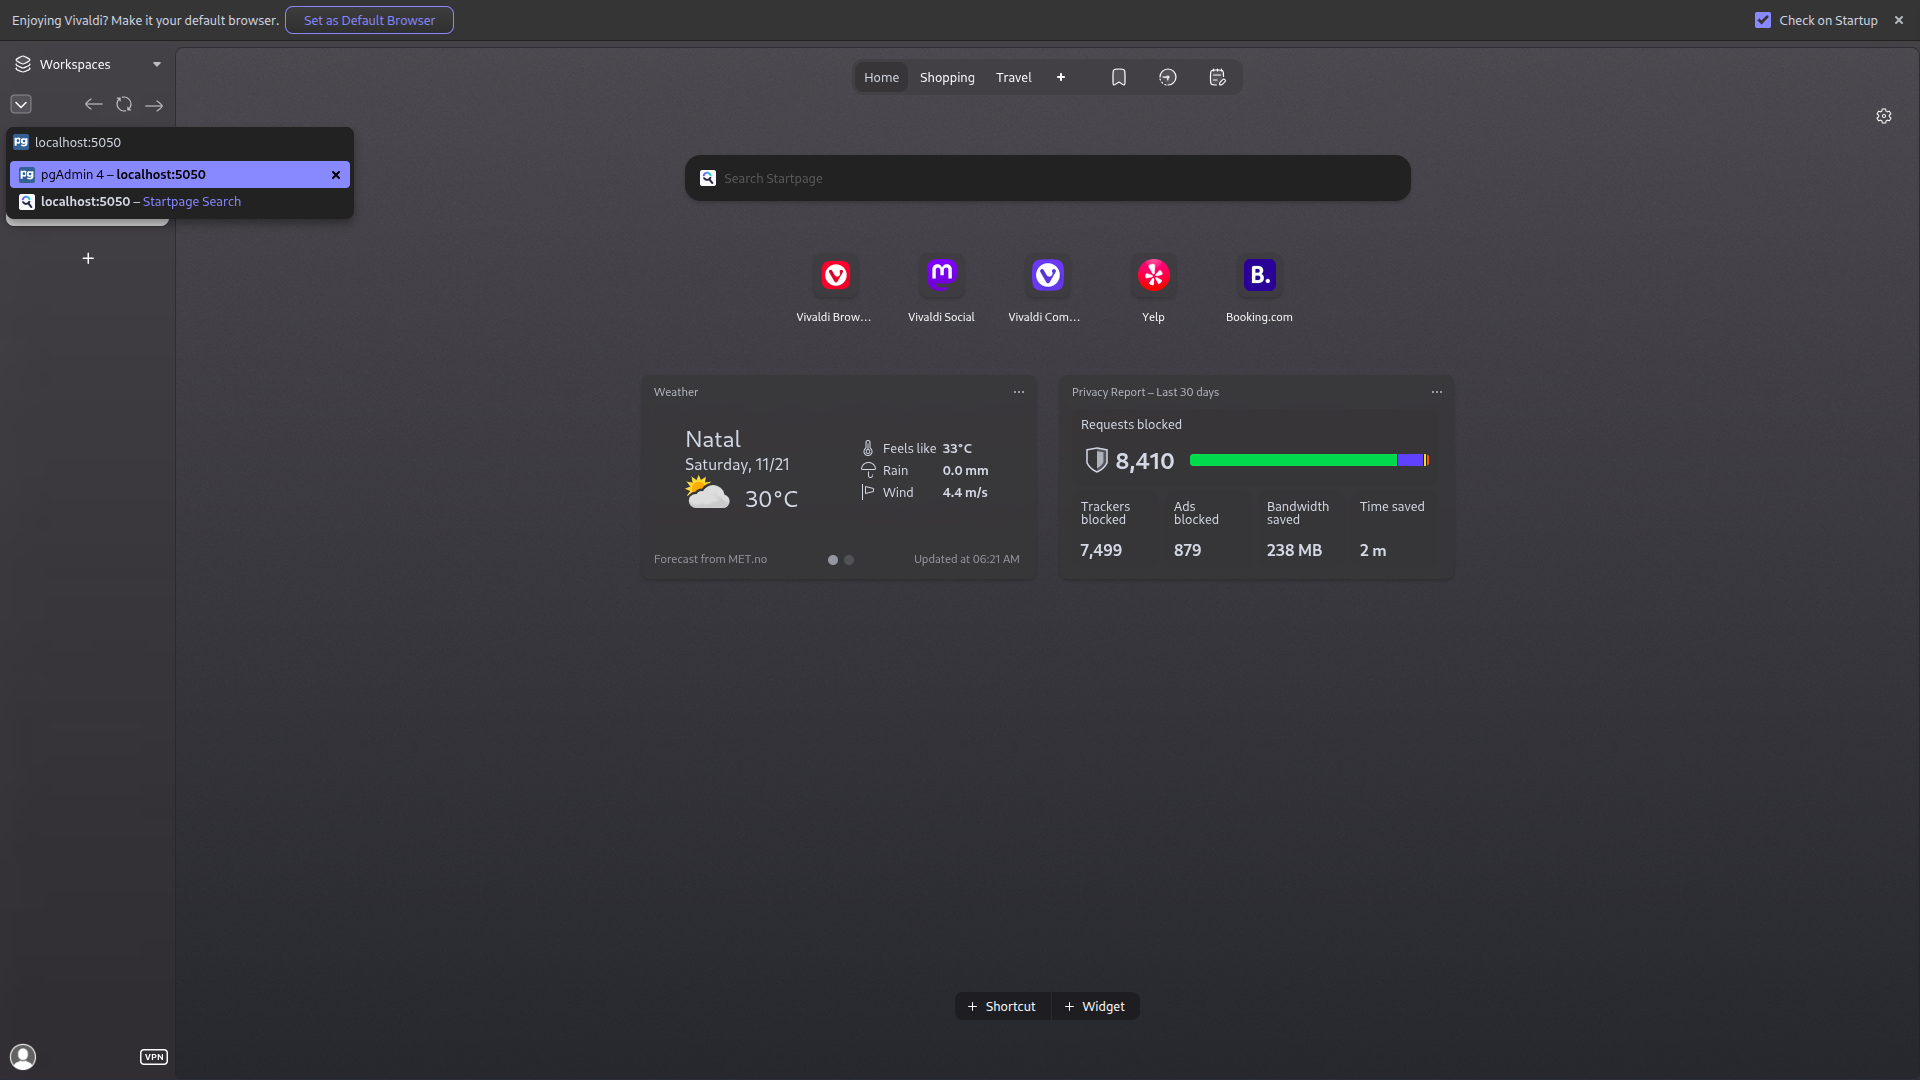 Enjoying Vivaldi? Make it your default browser. Set as Default Browser Check on Startup
Workspaces
Home Shopping Travel
pg localhost:5050
pg pgAdmin 4 – localhost:5050
localhost:5050 – Startpage Search
Search Startpage
Vivaldi Brow... Vivaldi Social Vivaldi Com... Yelp B. Booking.com
Weather
Natal
Saturday, 11/21
30°C
Feels like 33°C
Rain 0.0 mm
Wind 4.4 m/s
Forecast from MET.no Updated at 06:21 AM
Privacy Report – Last 30 days
Requests blocked
8,410
Trackers blocked
7,499
Ads blocked
879
Bandwidth saved
238 MB
Time saved
2 m
Shortcut Widget
VPN